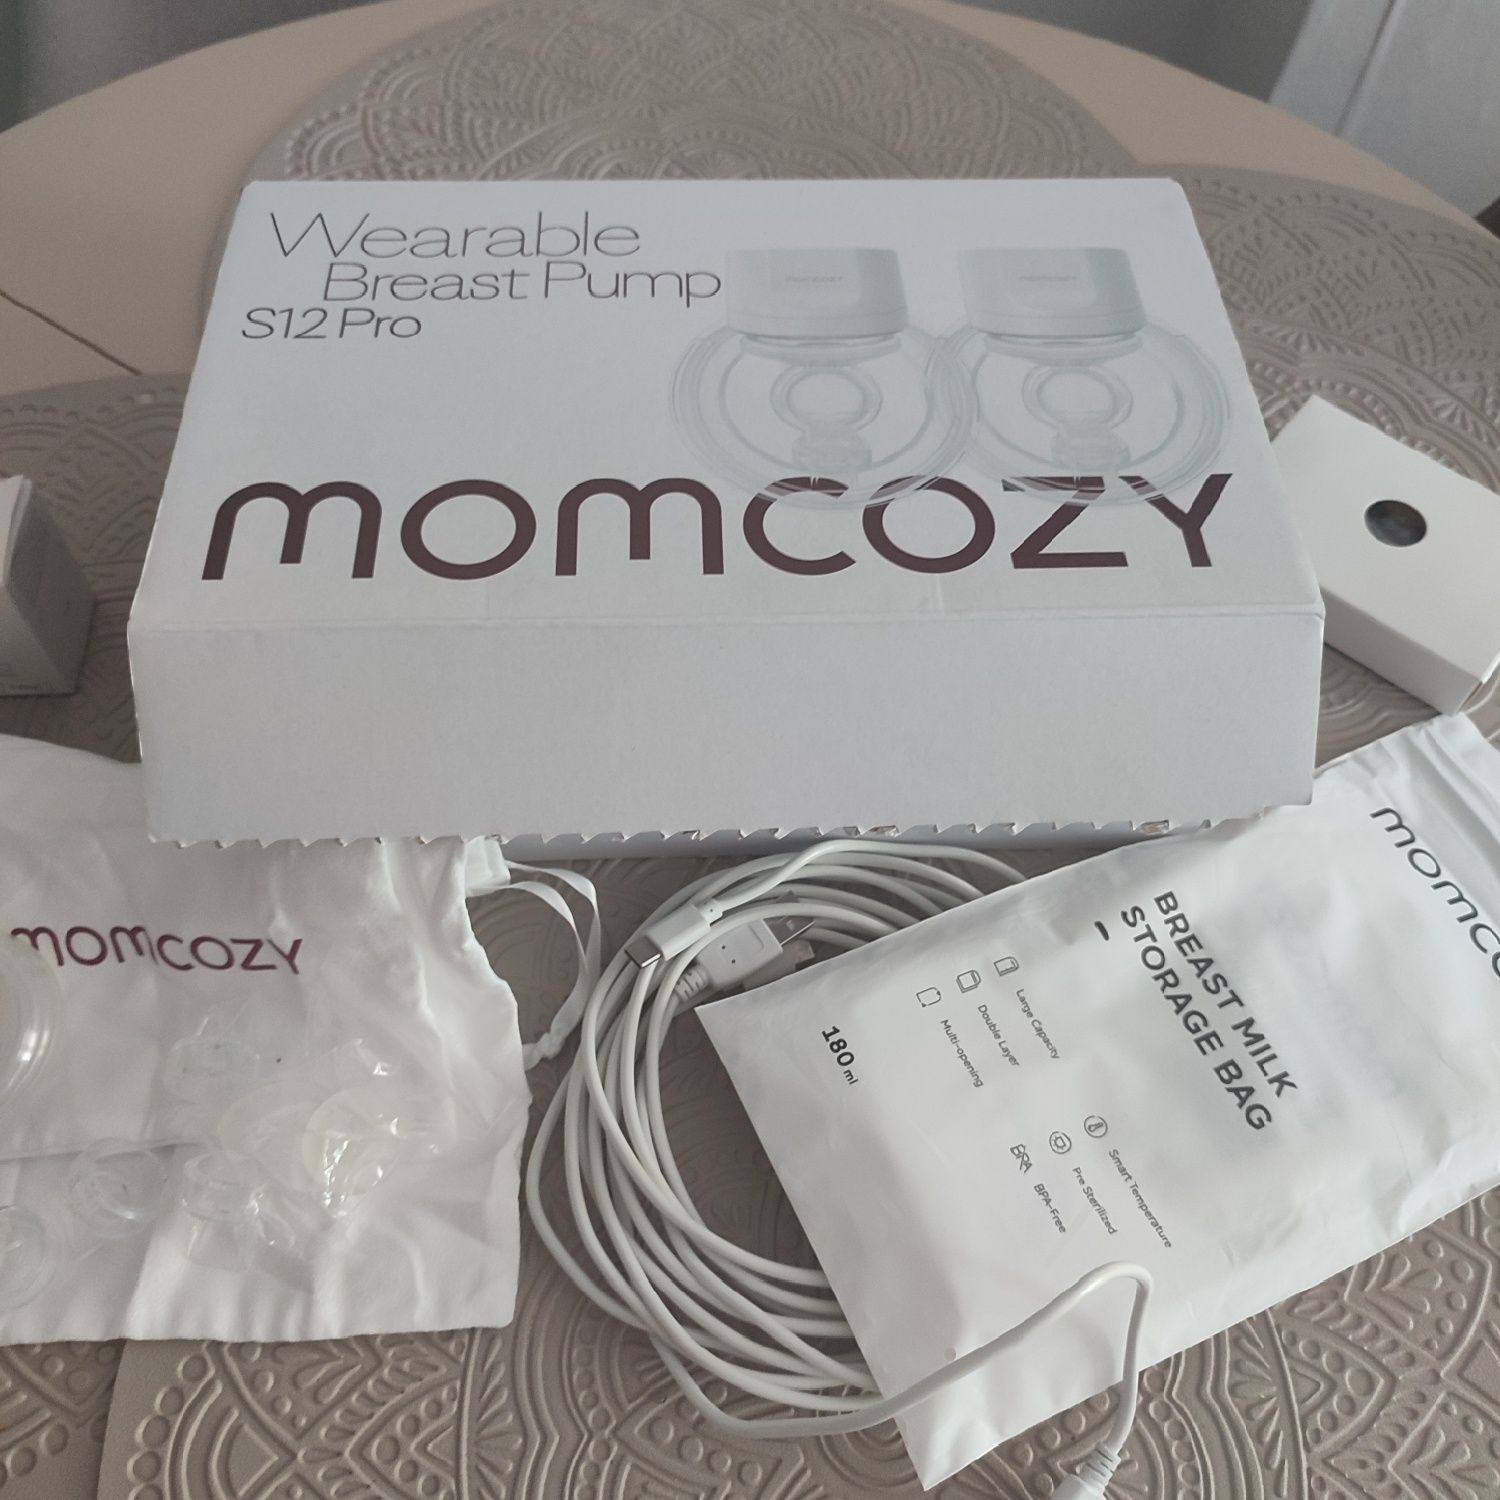 Wearable
Breast Pump
S12 Pro
momcozy
momcozy
momco
BREAST MILK
STORAGE BAG
Large Capacity
Double Layer
Multi-opening
180 ml
Smart Temperature
Pre Sterilized
BPA BPA-Free